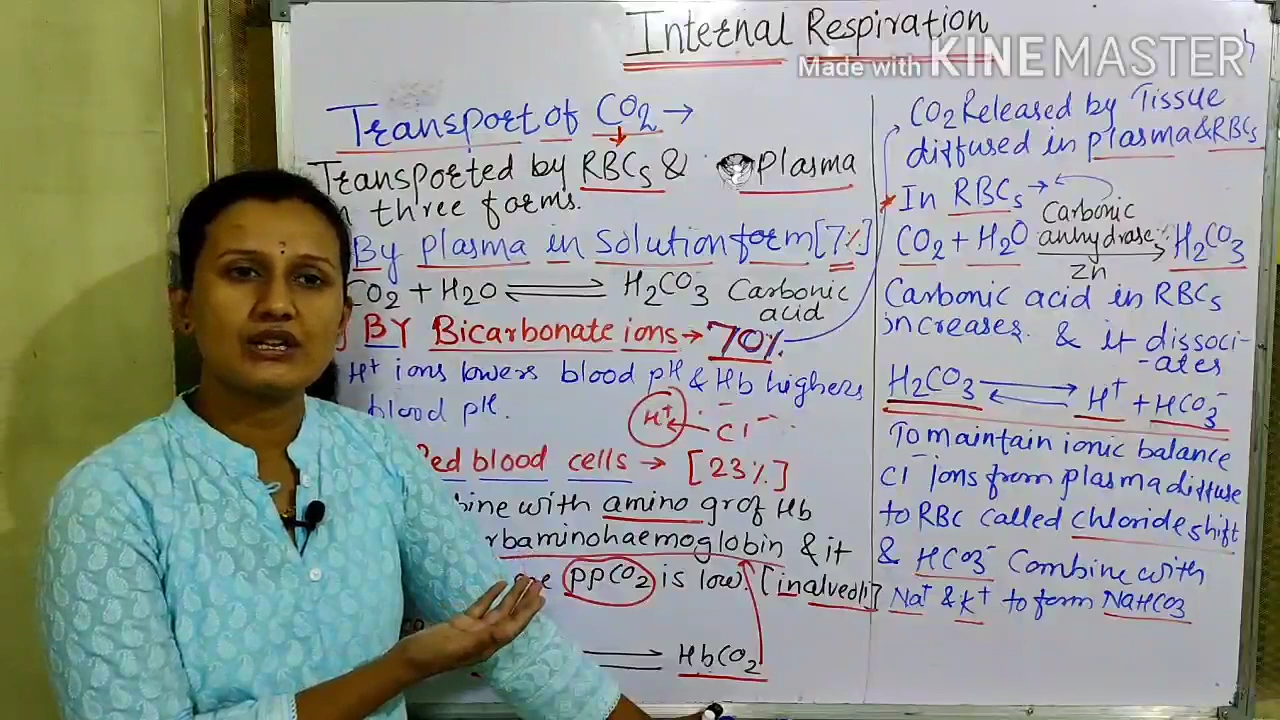 Internal Respiration
Made with KINEMASTER
Transport of CO2 →
Transported by RBCs & Plasma
three forms.
By plasma in solution form [7%]
CO2 + H2O ⇌ H2CO3 Carbonic
acid
BY Bicarbonate ions → 70%
H+ ions lowers blood pH & Hb highers
blood pH.
H+ ← Cl-
Red blood cells → [23%]
with amino gr of Hb
& it
ppCO2 is low. [in alveoli]
HbCO2
CO2 Released by Tissue
diffused in plasma & RBCs
* In RBCs →
Carbonic
CO2 + H2O anhydrase → H2CO3
Zn
Carbonic acid in RBCs
increases. & it dissoci-
-ates
H2CO3 ⇌ H+ + HCO3-
To maintain ionic balance
Cl- ions from plasma diffuse
to RBC called chloride shift
& HCO3- Combine with
Na+ & K+ to form NaHCO3